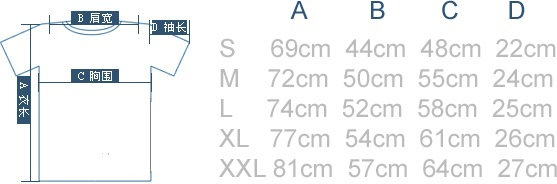 B 肩宽
D 袖长
C 胸围
A 衣长
A B C D
S 69cm 44cm 48cm 22cm
M 72cm 50cm 55cm 24cm
L 74cm 52cm 58cm 25cm
XL 77cm 54cm 61cm 26cm
XXL 81cm 57cm 64cm 27cm